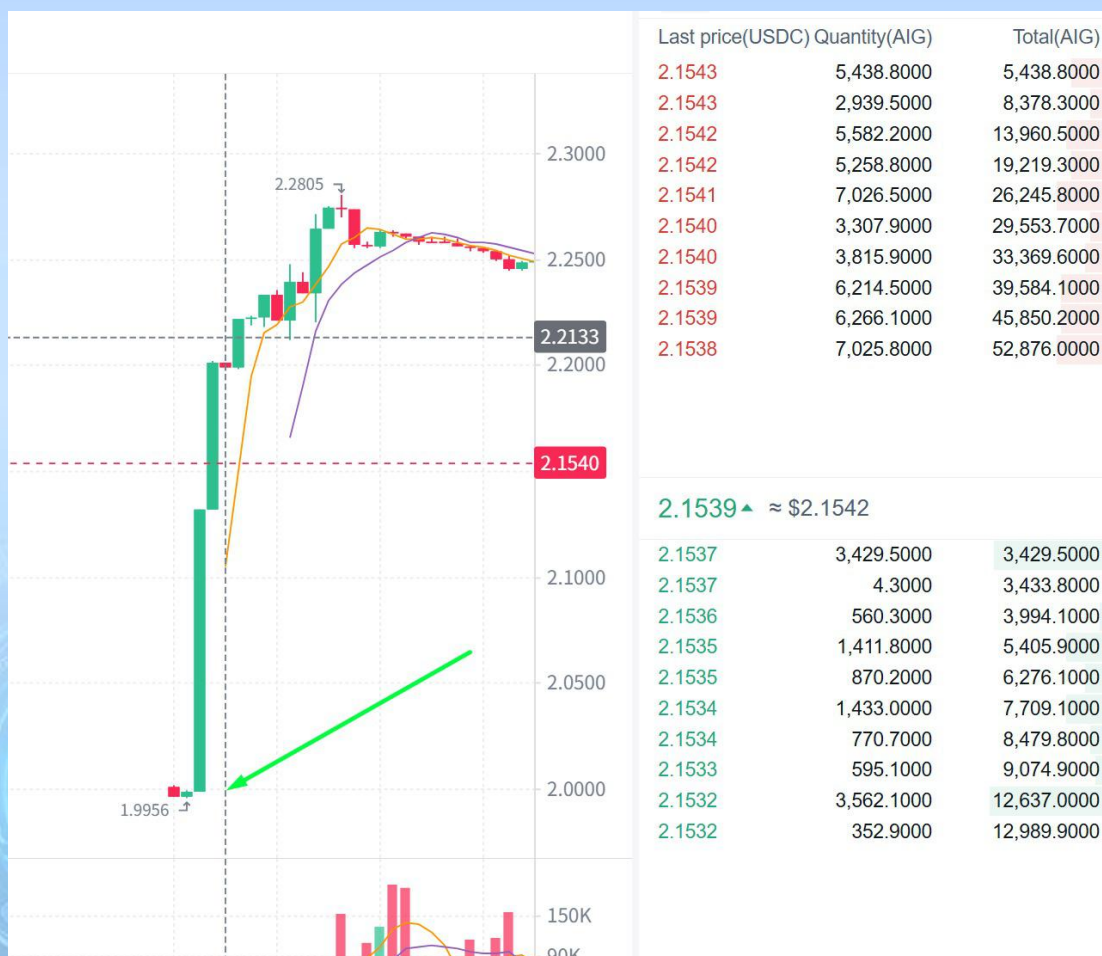 Last price(USDC) Quantity(AIG) Total(AIG)
2.1543 5,438.8000 5,438.8000
2.1543 2,939.5000 8,378.3000
2.1542 5,582.2000 13,960.5000
2.1542 5,258.8000 19,219.3000
2.1541 7,026.5000 26,245.8000
2.1540 3,307.9000 29,553.7000
2.1540 3,815.9000 33,369.6000
2.1539 6,214.5000 39,584.1000
2.1539 6,266.1000 45,850.2000
2.1538 7,025.8000 52,876.0000
2.1539 ≈ $2.1542
2.1537 3,429.5000 3,429.5000
2.1537 4.3000 3,433.8000
2.1536 560.3000 3,994.1000
2.1535 1,411.8000 5,405.9000
2.1535 870.2000 6,276.1000
2.1534 1,433.0000 7,709.1000
2.1534 770.7000 8,479.8000
2.1533 595.1000 9,074.9000
2.1532 3,562.1000 12,637.0000
2.1532 352.9000 12,989.9000
2.3000
2.2805
2.2500
2.2133
2.2000
2.1540
2.1000
2.0500
2.0000
1.9956
150K
90K